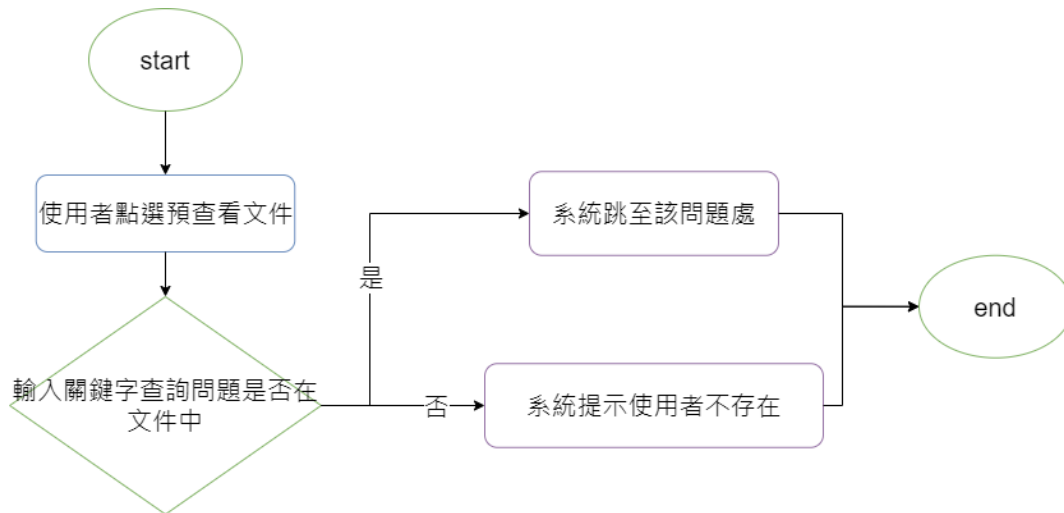 start
使用者點選預查看文件
輸入關鍵字查詢問題是否在
文件中
是
否
系統跳至該問題處
系統提示使用者不存在
end